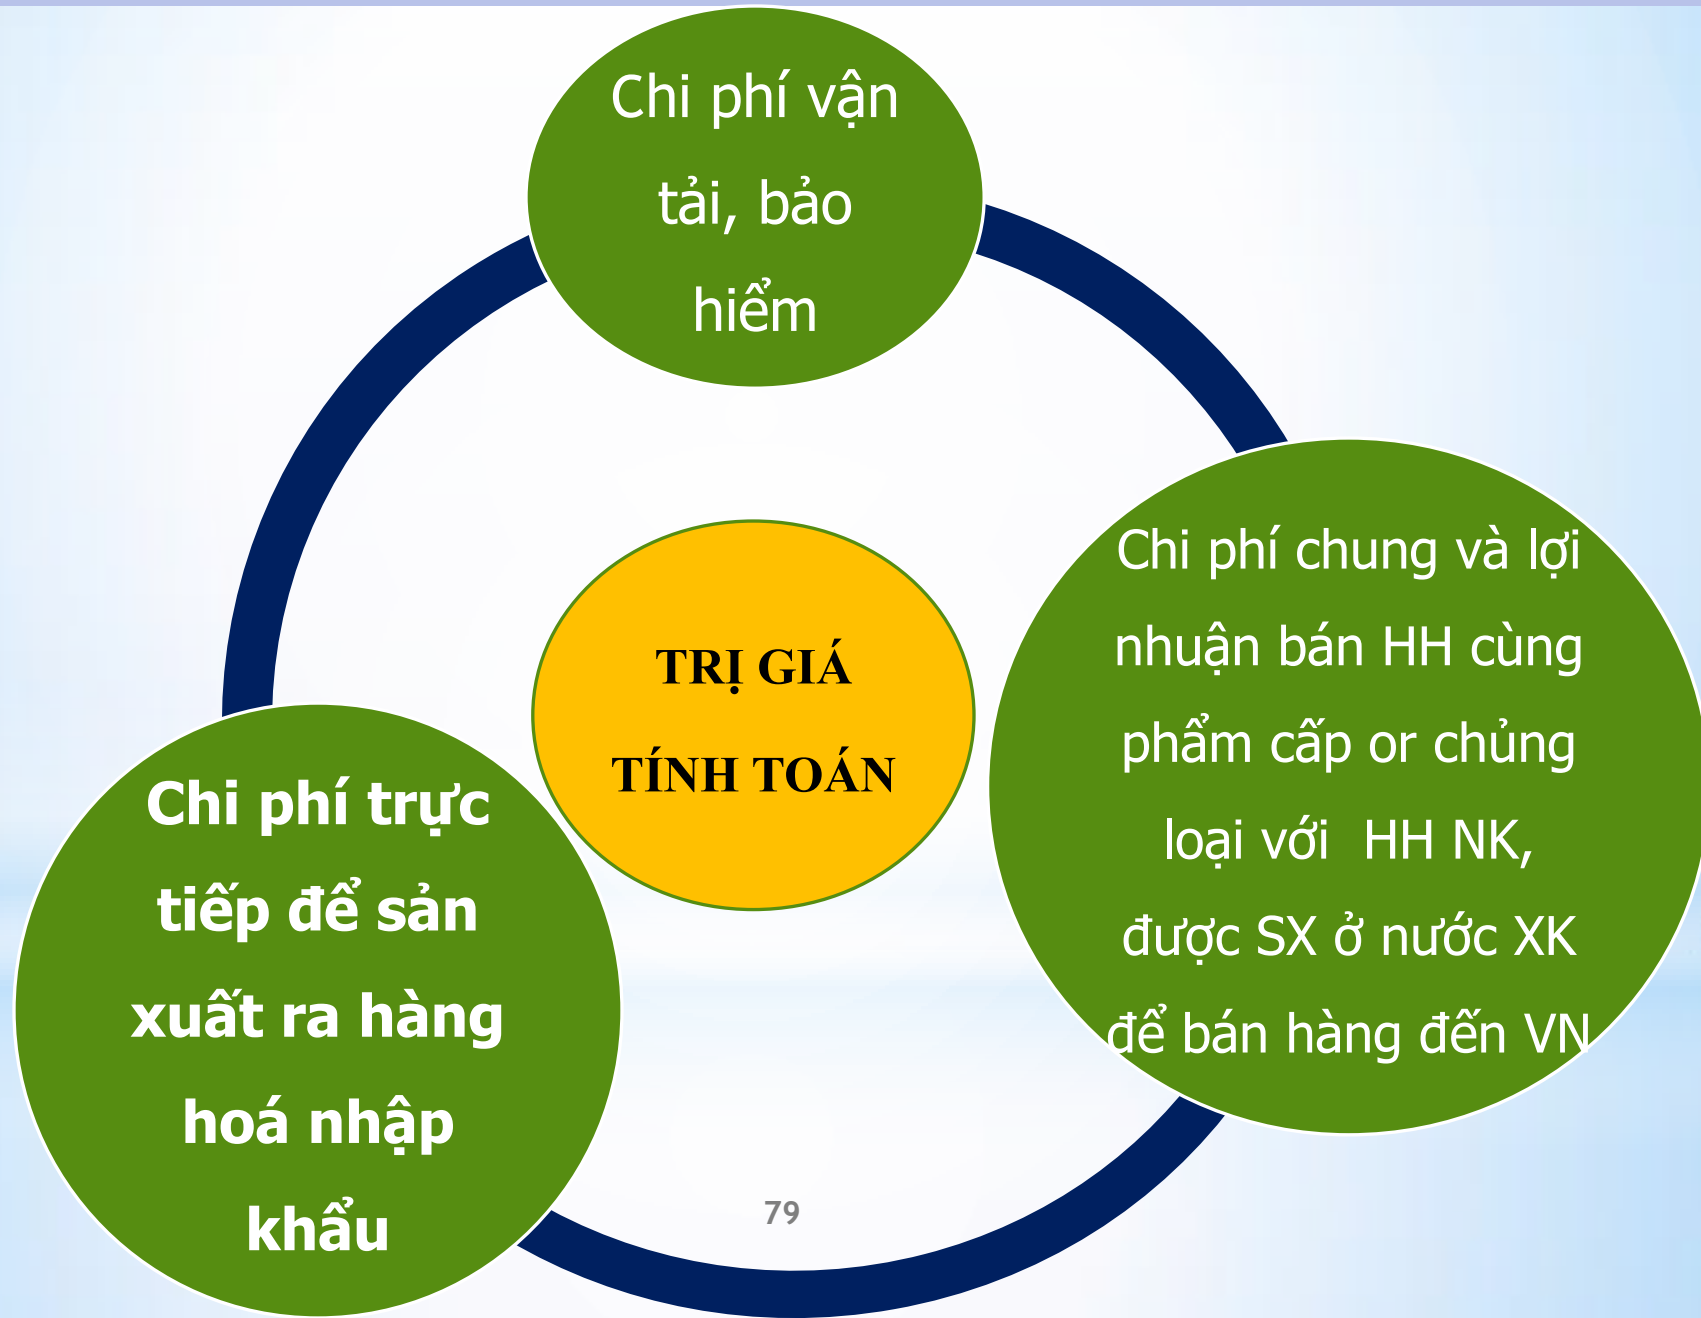 Chi phí vận
tải, bảo
hiểm
Chi phí chung và lợi
nhuận bán HH cùng
phẩm cấp or chủng
loại với HH NK,
được SX ở nước XK
để bán hàng đến VN
TRỊ GIÁ
TÍNH TOÁN
Chi phí trực
tiếp để sản
xuất ra hàng
hoá nhập
khẩu
79